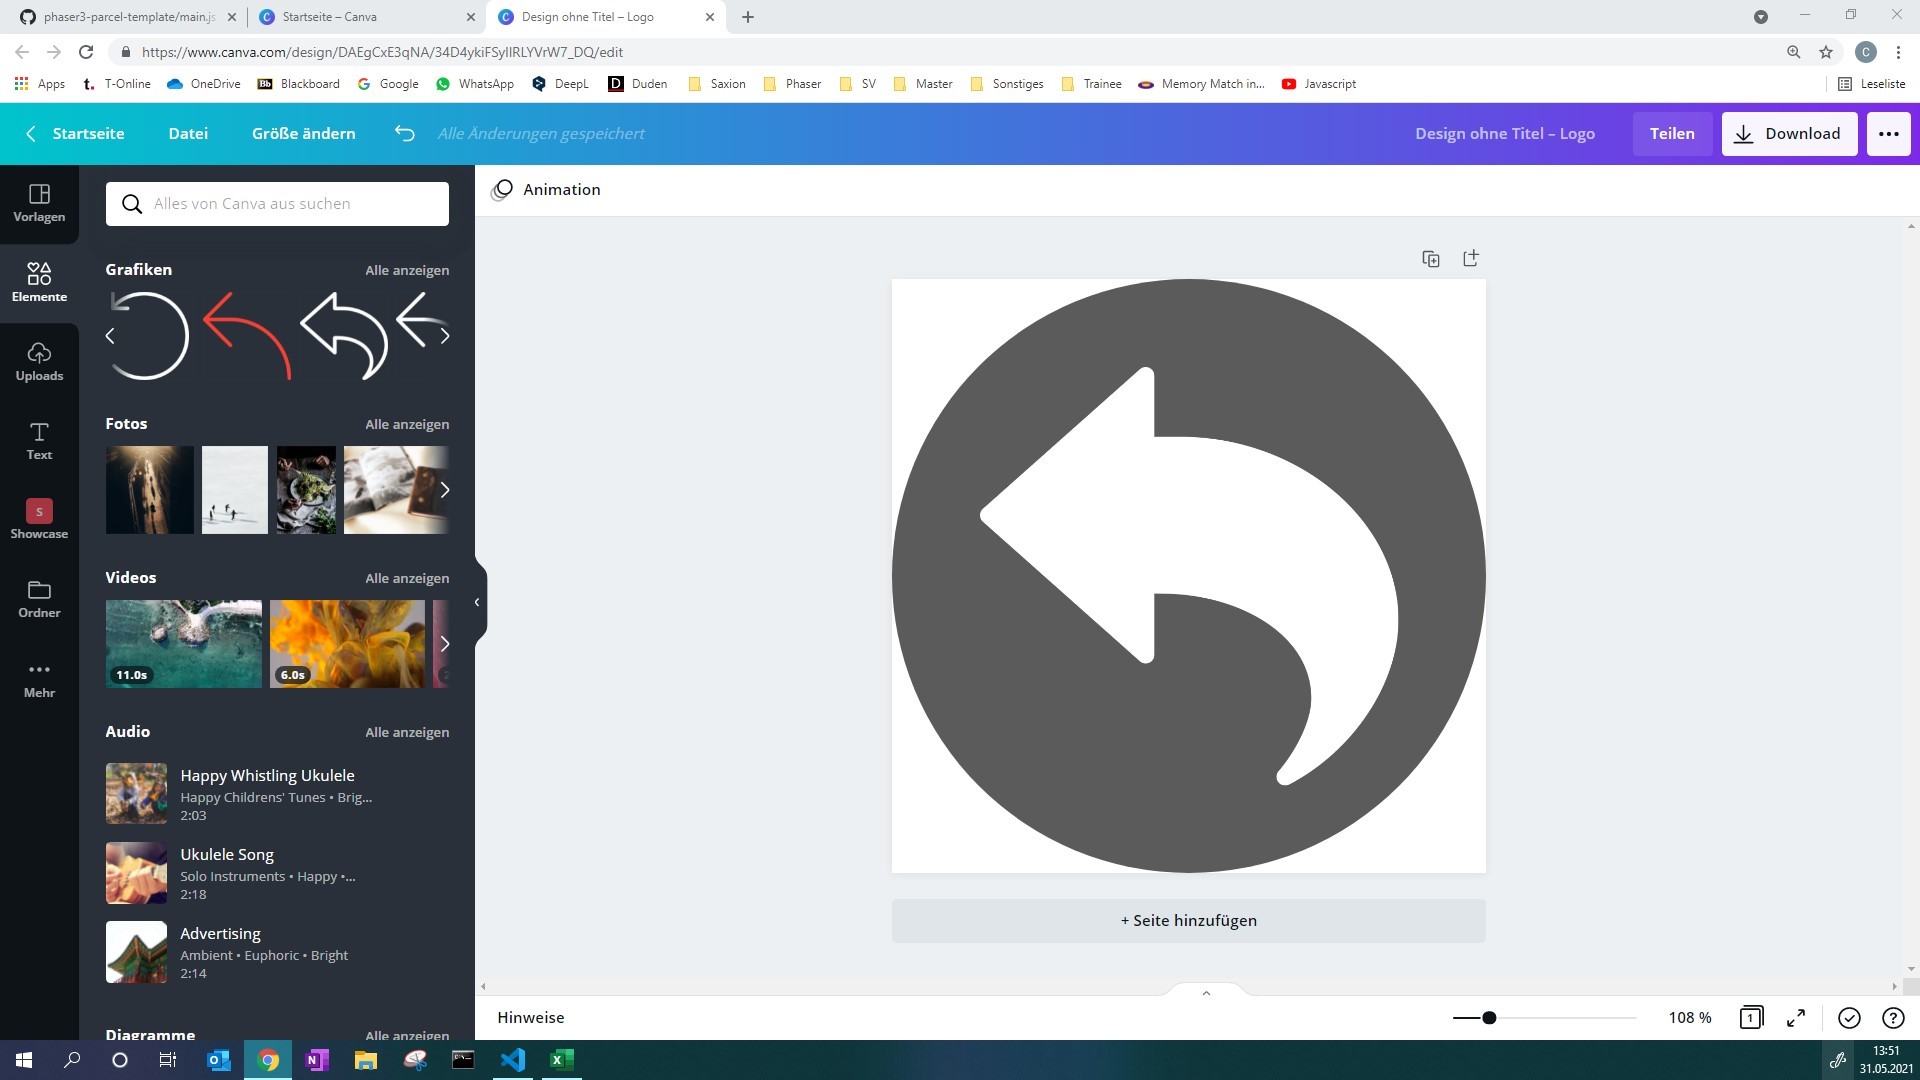 phaser3-parcel-template/main.js
Startseite – Canva
Design ohne Titel – Logo
https://www.canva.com/design/DAEgCxE3qNA/34D4ykiFSyIIRLYVrW7_DQ/edit
C
Apps
t. T-Online
OneDrive
Bb Blackboard
Google
WhatsApp
DeepL
D Duden
Saxion
Phaser
SV
Master
Sonstiges
Trainee
Memory Match in...
Javascript
Leseliste
Startseite
Datei
Größe ändern
Alle Änderungen gespeichert
Design ohne Titel – Logo
Teilen
Download
Vorlagen
Elemente
Uploads
Text
S
Showcase
Ordner
Mehr
Alles von Canva aus suchen
Grafiken
Alle anzeigen
Fotos
Alle anzeigen
Videos
Alle anzeigen
11.0s
6.0s
Audio
Alle anzeigen
Happy Whistling Ukulele
Happy Childrens' Tunes • Brig...
2:03
Ukulele Song
Solo Instruments • Happy •...
2:18
Advertising
Ambient • Euphoric • Bright
2:14
Diagramme
Alle anzeigen
Animation
+ Seite hinzufügen
Hinweise
108 %
1
13:51
31.05.2021